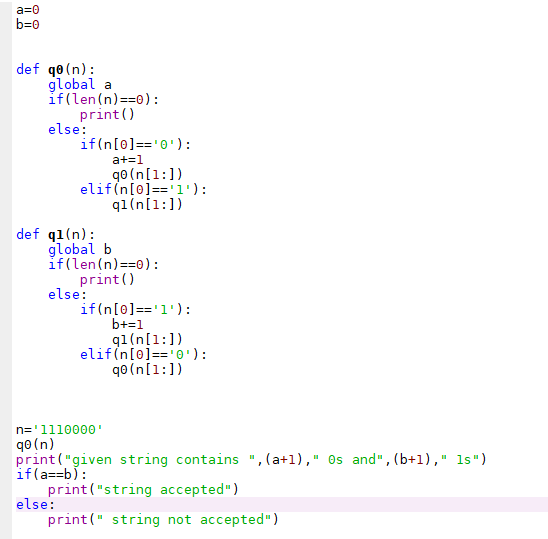 a=0
b=0
def q0(n):
    global a
    if(len(n)==0):
        print()
    else:
        if(n[0]=='0'):
            a+=1
            q0(n[1:])
        elif(n[0]=='1'):
            q1(n[1:])
def q1(n):
    global b
    if(len(n)==0):
        print()
    else:
        if(n[0]=='1'):
            b+=1
            q1(n[1:])
        elif(n[0]=='0'):
            q0(n[1:])
n='1110000'
q0(n)
print("given string contains ",(a+1)," 0s and",(b+1)," 1s")
if(a==b):
    print("string accepted")
else:
    print(" string not accepted")